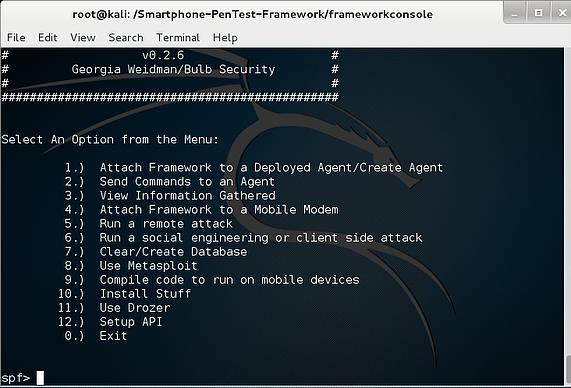 root@kali: /Smartphone-PenTest-Framework/frameworkconsole
File Edit View Search Terminal Help
# v0.2.6 #
# Georgia Weidman/Bulb Security #
# #
################################################
Select An Option from the Menu:
1.) Attach Framework to a Deployed Agent/Create Agent
2.) Send Commands to an Agent
3.) View Information Gathered
4.) Attach Framework to a Mobile Modem
5.) Run a remote attack
6.) Run a social engineering or client side attack
7.) Clear/Create Database
8.) Use Metasploit
9.) Compile code to run on mobile devices
10.) Install Stuff
11.) Use Drozer
12.) Setup API
0.) Exit
spf>